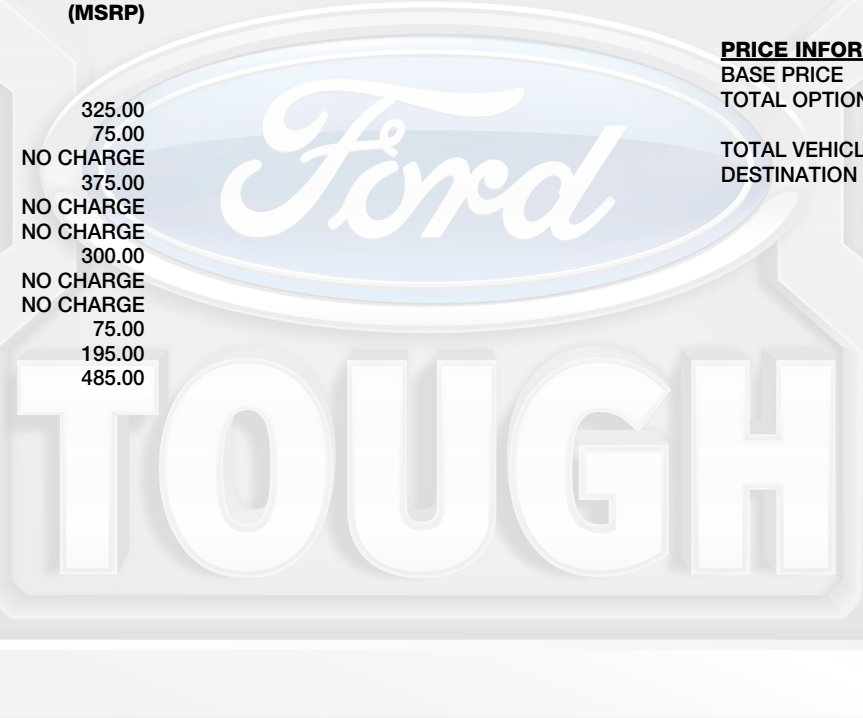 (MSRP)
325.00
75.00
NO CHARGE
375.00
NO CHARGE
NO CHARGE
300.00
NO CHARGE
NO CHARGE
75.00
195.00
485.00
PRICE INFOR
BASE PRICE
TOTAL OPTION
TOTAL VEHICL
DESTINATION
Ford
TOUGH